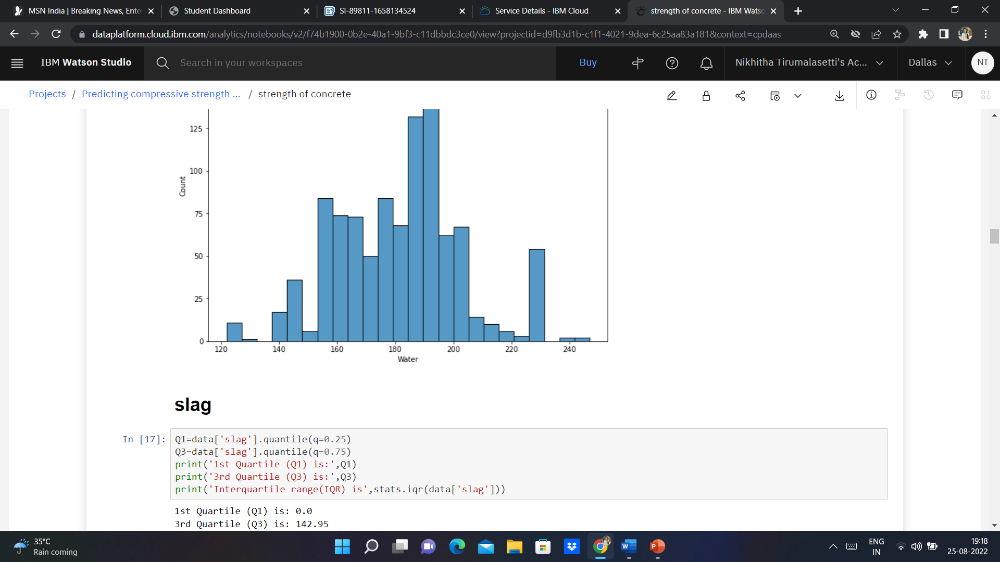 MSN India | Breaking News, Enter
Student Dashboard
SI-89811-1658134524
Service Details - IBM Cloud
strength of concrete - IBM Watso
dataplatform.cloud.ibm.com/analytics/notebooks/v2/f74b1900-0b2e-40a1-9bf3-c11dbbdc3ce0/view?projectid=d9fb3d1b-c1f1-4021-9dea-6c25aa83a181&context=cpdaas
IBM Watson Studio
Search in your workspaces
Buy
Nikhitha Tirumalasetti's Ac...
Dallas
NT
Projects / Predicting compressive strength ... / strength of concrete
125
100
75
50
25
0
Count
120 140 160 180 200 220 240
Water
slag
In [17]:
Q1=data['slag'].quantile(q=0.25)
Q3=data['slag'].quantile(q=0.75)
print('1st Quartile (Q1) is:',Q1)
print('3rd Quartile (Q3) is:',Q3)
print('Interquartile range(IQR) is',stats.iqr(data['slag']))
1st Quartile (Q1) is: 0.0
3rd Quartile (Q3) is: 142.95
35°C
Rain coming
ENG
IN
19:18
25-08-2022